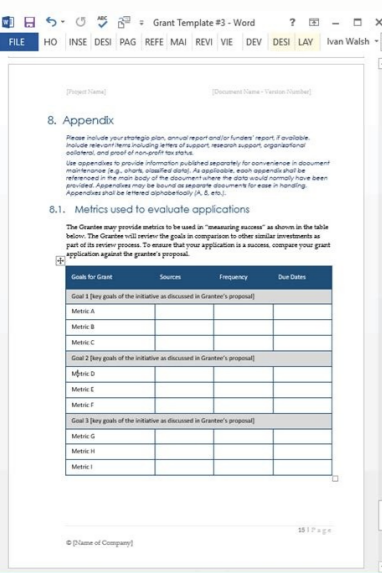 Grant Template #3 - Word
FILE HO INSE DESI PAG REFE MAI REVI VIE DEV DESI LAY Ivan Walsh
[Project Name] [Document Name - Version Number]
8. Appendix
Please include your strategic plan, annual report and/or funders' report, if available.
Include relevant items including letters of support, research support, organizational
collateral, and proof of non-profit tax status.
Use appendixes to provide information published separately for convenience in document
maintenance (e.g., charts, classified data). As applicable, each appendix shall be
referenced in the main body of the document where the data would normally have been
provided. Appendixes may be bound as separate documents for ease in handling.
Appendixes shall be lettered alphabetically (A, B, etc.).
8.1. Metrics used to evaluate applications
The Grantee may provide metrics to be used in "measuring success" as shown in the table
below. The Grantee will review the goals in comparison to other similar investments as
part of its review process. To ensure that your application is a success, compare your grant
application against the grantee's proposal.
Goals for Grant Sources Frequency Due Dates
Goal 1 [key goals of the initiative as discussed in Grantee's proposal]
Metric A
Metric B
Metric C
Goal 2 [key goals of the initiative as discussed in Grantee's proposal]
Metric D
Metric E
Metric F
Goal 3 [key goals of the initiative as discussed in Grantee's proposal]
Metric G
Metric H
Metric I
18 | Page
© [Name of Company]